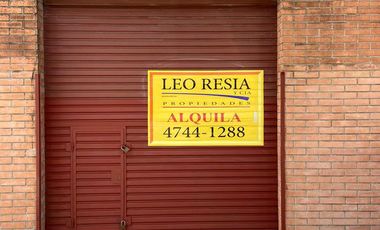 LEO RESIA
Y CIA
PROPIEDADES
ALQUILA
4744-1288